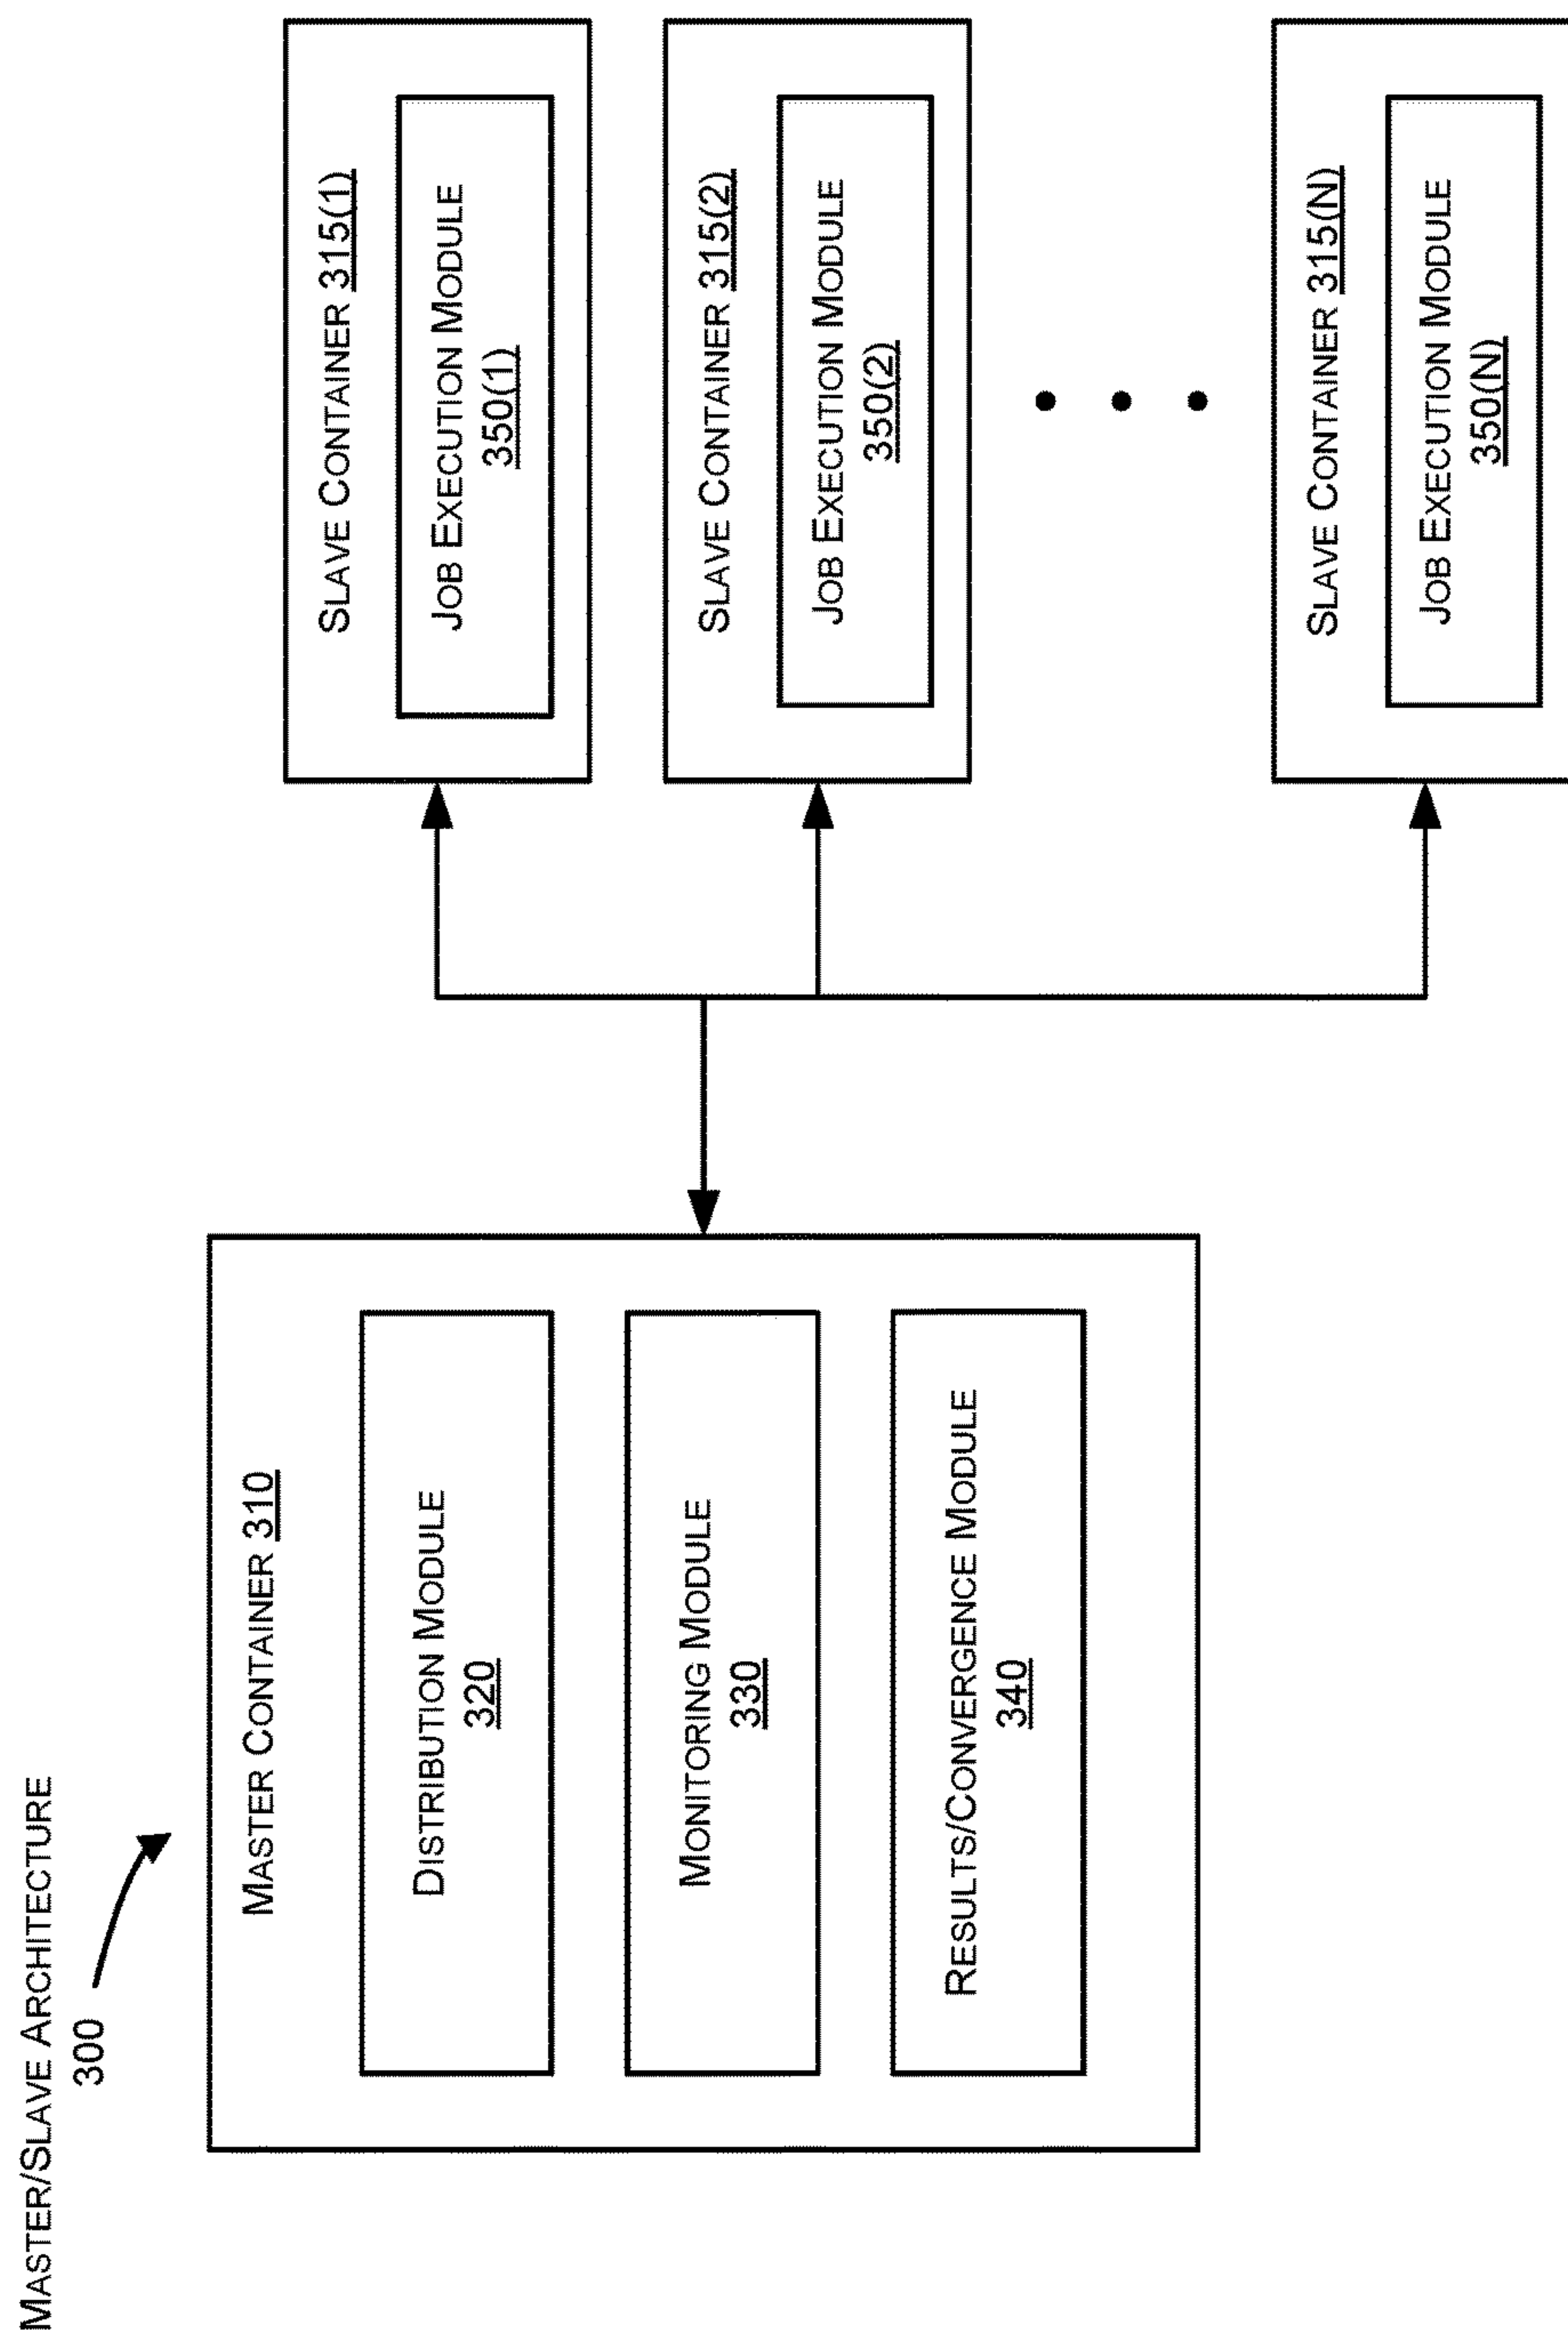 MASTER/SLAVE ARCHITECTURE
300
MASTER CONTAINER 310
DISTRIBUTION MODULE
320
MONITORING MODULE
330
RESULTS/CONVERGENCE MODULE
340
SLAVE CONTAINER 315(1)
JOB EXECUTION MODULE
350(1)
SLAVE CONTAINER 315(2)
JOB EXECUTION MODULE
350(2)
SLAVE CONTAINER 315(N)
JOB EXECUTION MODULE
350(N)